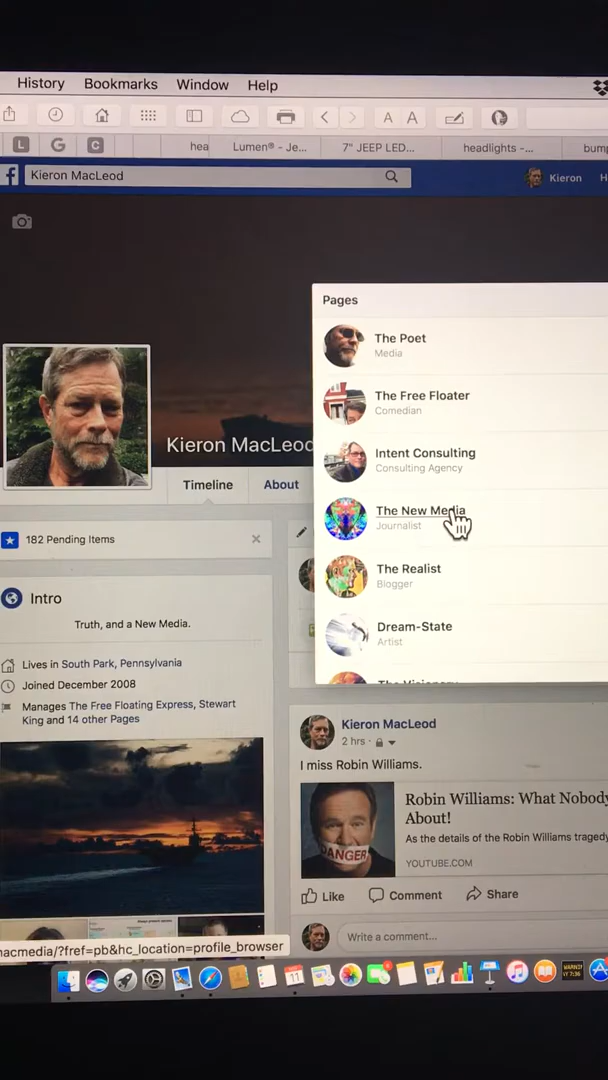 History Bookmarks Window Help
A A
L G C hea Lumen® - Je... 7" JEEP LED... headlights -... bum
f Kieron MacLeod Kieron H
Pages
The Poet
Media
The Free Floater
Comedian
Intent Consulting
Consulting Agency
The New Media
Journalist
The Realist
Blogger
Dream-State
Artist
Kieron MacLeod
Timeline About
182 Pending Items
Intro
Truth, and a New Media.
Lives in South Park, Pennsylvania
Joined December 2008
Manages The Free Floating Express, Stewart
King and 14 other Pages
Kieron MacLeod
2 hrs
I miss Robin Williams.
DANGER
Robin Williams: What Nobody
About!
As the details of the Robin Williams tragedy
YOUTUBE.COM
Like Comment Share
Write a comment...
nacmedia/?fref=pb&hc_location=profile_browser
11